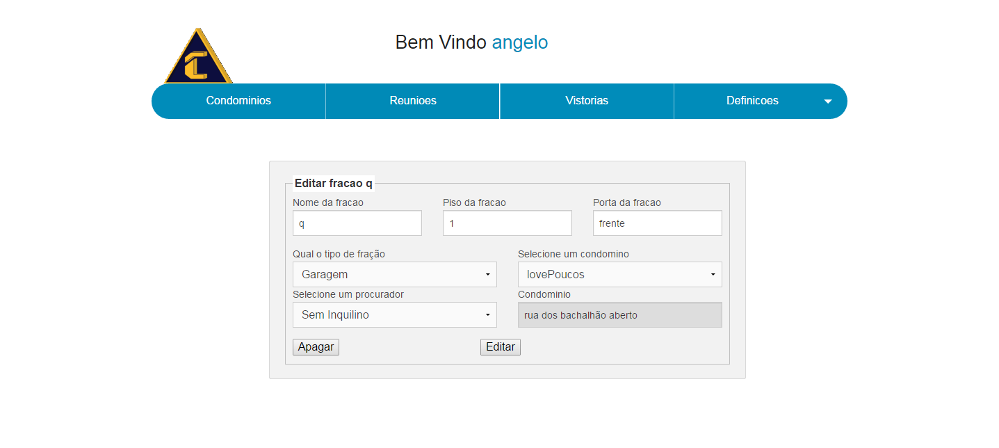 Bem Vindo angelo
Condominios Reunioes Vistorias Definicoes
Editar fracao q
Nome da fracao Piso da fracao Porta da fracao
q 1 frente
Qual o tipo de fração Selecione um condomino
Garagem lovePoucos
Selecione um procurador Condominio
Sem Inquilino rua dos bachalhão aberto
Apagar Editar